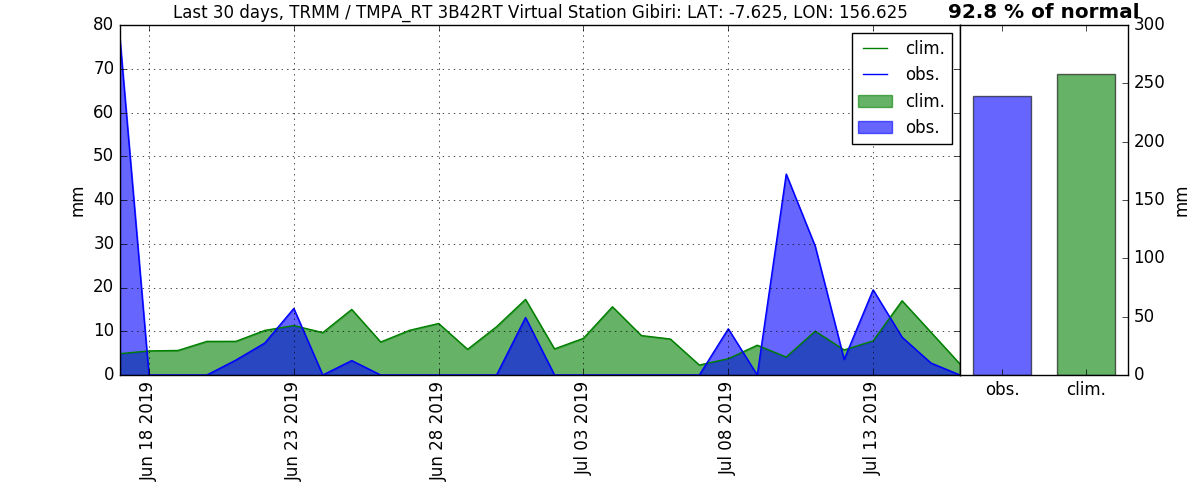 Last 30 days, TRMM / TMPA_RT 3B42RT Virtual Station Gibiri: LAT: -7.625, LON: 156.625
92.8 % of normal
80
70
60
50
40
30
20
10
0
mm
clim.
obs.
clim.
obs.
300
250
200
150
100
50
0
mm
Jun 18 2019
Jun 23 2019
Jun 28 2019
Jul 03 2019
Jul 08 2019
Jul 13 2019
obs.
clim.